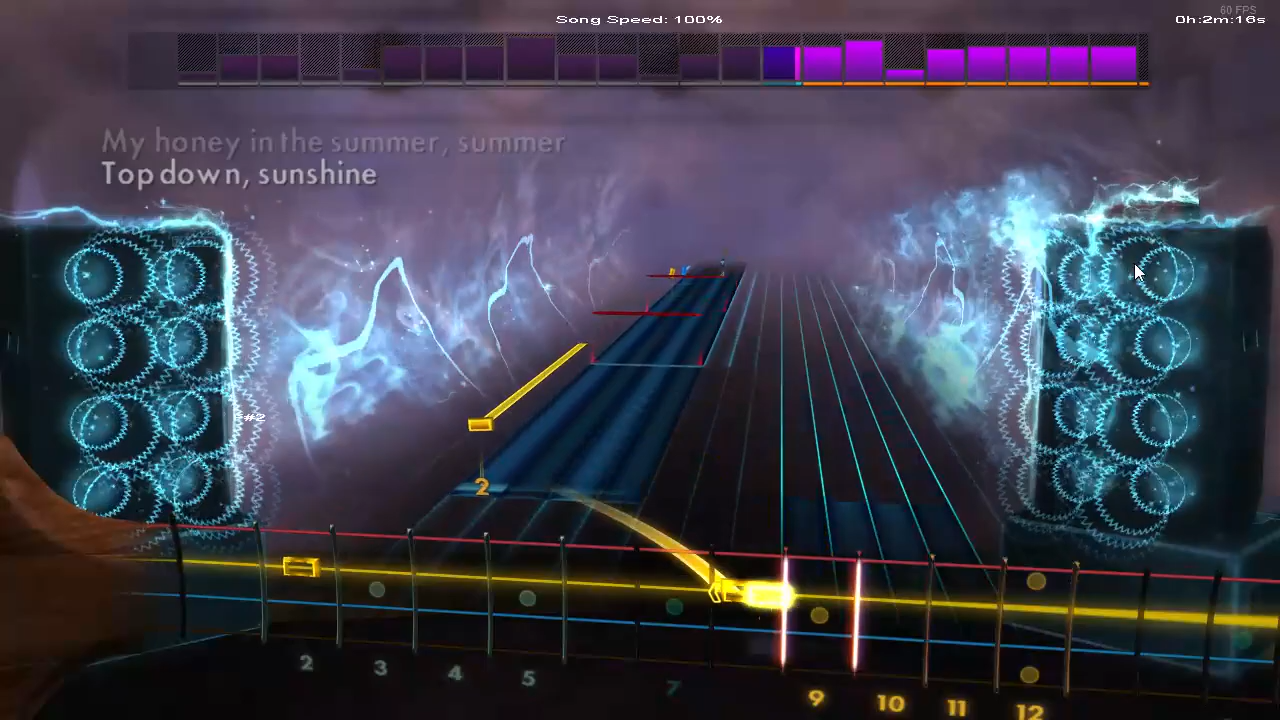 60 FPS
Song Speed: 100%
0h:2m:16s
My honey in the summer, summer
Top down, sunshine
2
2 3 4 5 7 9 10 11 12